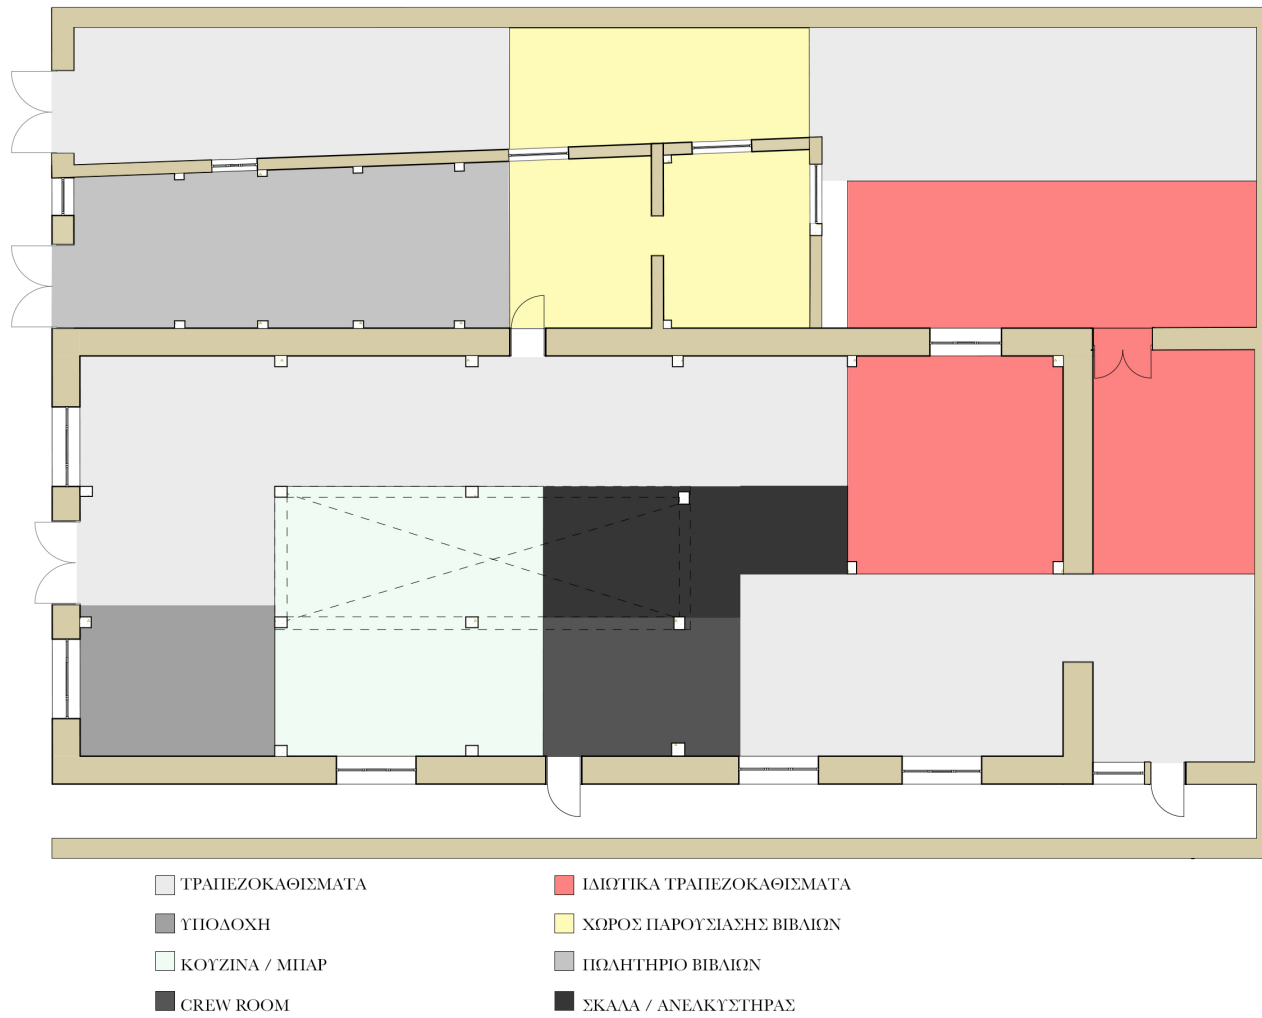 ΤΡΑΠΕΖΟΚΑΘΙΣΜΑΤΑ
ΥΠΟΔΟΧΗ
ΚΟΥΖΙΝΑ / ΜΠΑΡ
CREW ROOM
ΙΔΙΩΤΙΚΑ ΤΡΑΠΕΖΟΚΑΘΙΣΜΑΤΑ
ΧΩΡΟΣ ΠΑΡΟΥΣΙΑΣΗΣ ΒΙΒΛΙΩΝ
ΠΩΛΗΤΗΡΙΟ ΒΙΒΛΙΩΝ
ΣΚΑΛΑ / ΑΝΕΛΚΥΣΤΗΡΑΣ